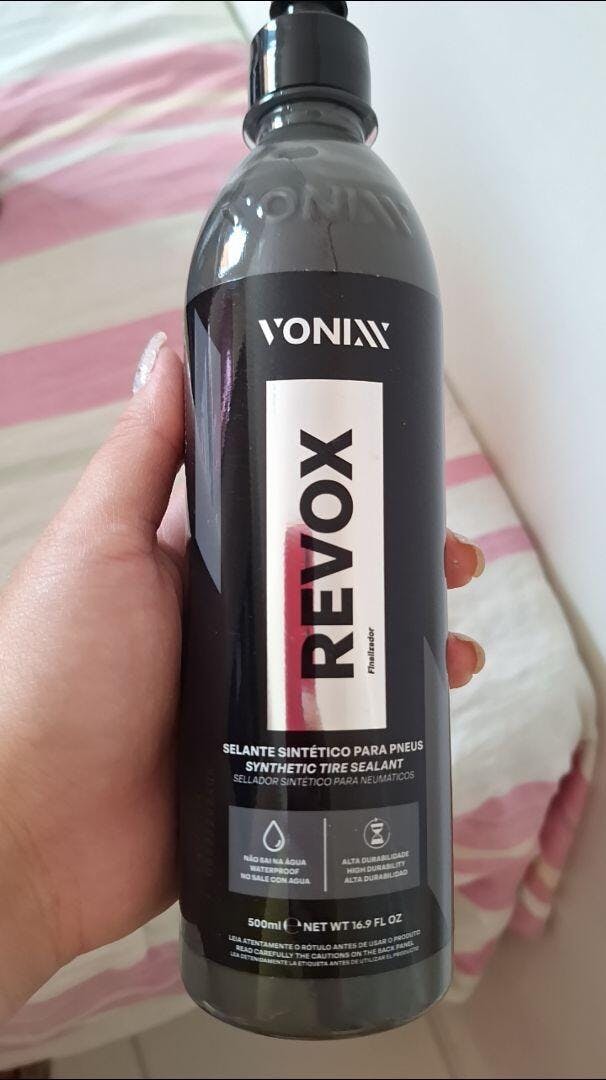 VONIXX
VONIXX
REVOX
Finalizador
SELANTE SINTÉTICO PARA PNEUS
SYNTHETIC TIRE SEALANT
SELLADOR SINTÉTICO PARA NEUMÁTICOS
NÃO SAI NA ÁGUA
WATERPROOF
NO SALE CON AGUA
ALTA DURABILIDADE
HIGH DURABILITY
ALTA DURABILIDAD
500ml ℮ NET WT 16.9 FL OZ
LEIA ATENTAMENTE O RÓTULO ANTES DE USAR O PRODUTO
READ CAREFULLY THE CAUTIONS ON THE BACK PANEL
LEA DETENIDAMENTE LA ETIQUETA ANTES DE UTILIZAR EL PRODUCTO